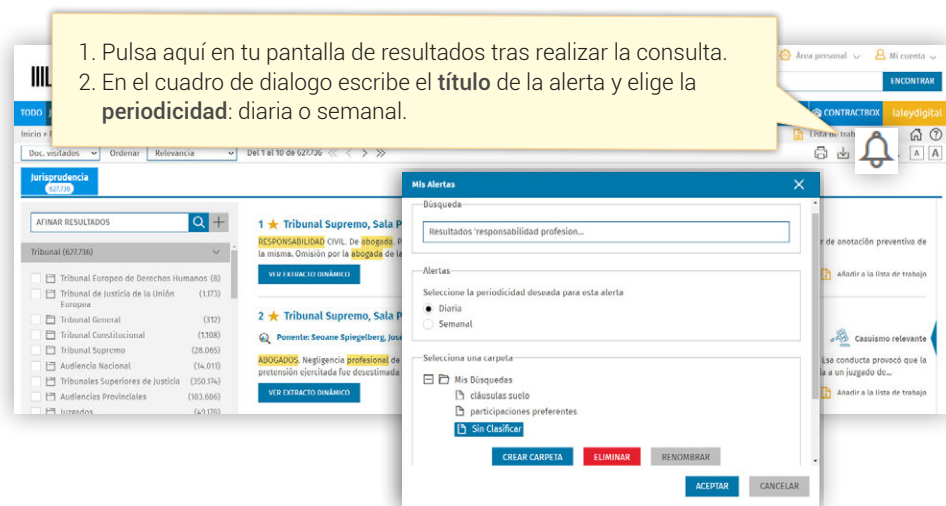 1. Pulsa aquí en tu pantalla de resultados tras realizar la consulta.
2. En el cuadro de dialogo escribe el título de la alerta y elige la
periodicidad: diaria o semanal.
Área personal
Mi cuenta
ENCONTRAR
TODO
CONTRACTBOX
laleydigital
Inicio >
Lista de trab
Doc. visitados
Ordenar
Relevancia
Del 1 al 10 de 627.736
A
A
Jurisprudencia
627.736
AFINAR RESULTADOS
Tribunal (627.736)
Tribunal Europeo de Derechos Humanos (8)
Tribunal de Justicia de la Unión
Europea
(1.173)
Tribunal General (312)
Tribunal Constitucional (1.108)
Tribunal Supremo (28.065)
Audiencia Nacional (14.011)
Tribunales Superiores de Justicia (350.174)
Audiencias Provinciales (183.686)
Juzgados (49.178)
1 Tribunal Supremo, Sala P
RESPONSABILIDAD CIVIL. De abogada. P
la misma. Omisión por la abogada de la
VER EXTRACTO DINÁMICO
2 Tribunal Supremo, Sala P
Ponente: Seoane Spiegelberg, José
ABOGADOS. Negligencia profesional de
pretensión ejercitada fue desestimada
VER EXTRACTO DINÁMICO
Mis Alertas
Búsqueda
Resultados 'responsabilidad profesion...
Alertas
Seleccione la periodicidad deseada para esta alerta
Diaria
Semanal
Selecciona una carpeta
Mis Búsquedas
cláusulas suelo
participaciones preferentes
Sin Clasificar
CREAR CARPETA
ELIMINAR
RENOMBRAR
ACEPTAR
CANCELAR
r de anotación preventiva de
Añadir a la lista de trabajo
Casuismo relevante
Esa conducta provocó que la
ía a un juzgado de...
Añadir a la lista de trabajo